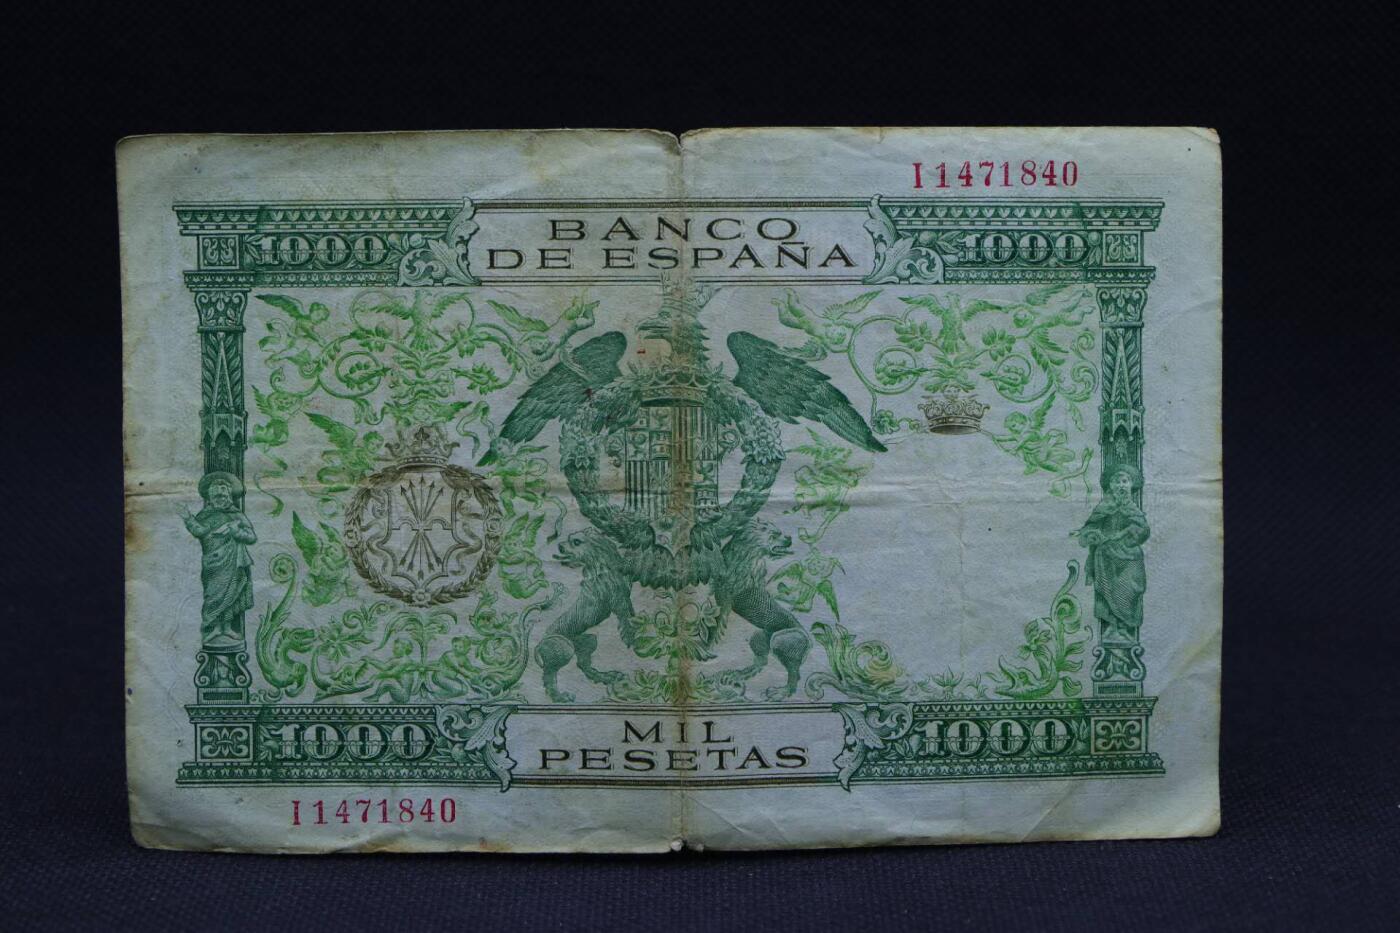 I1471840
1000 BANCO 1000
DE ESPAÑA
1000 MIL 1000
PESETAS
I1471840